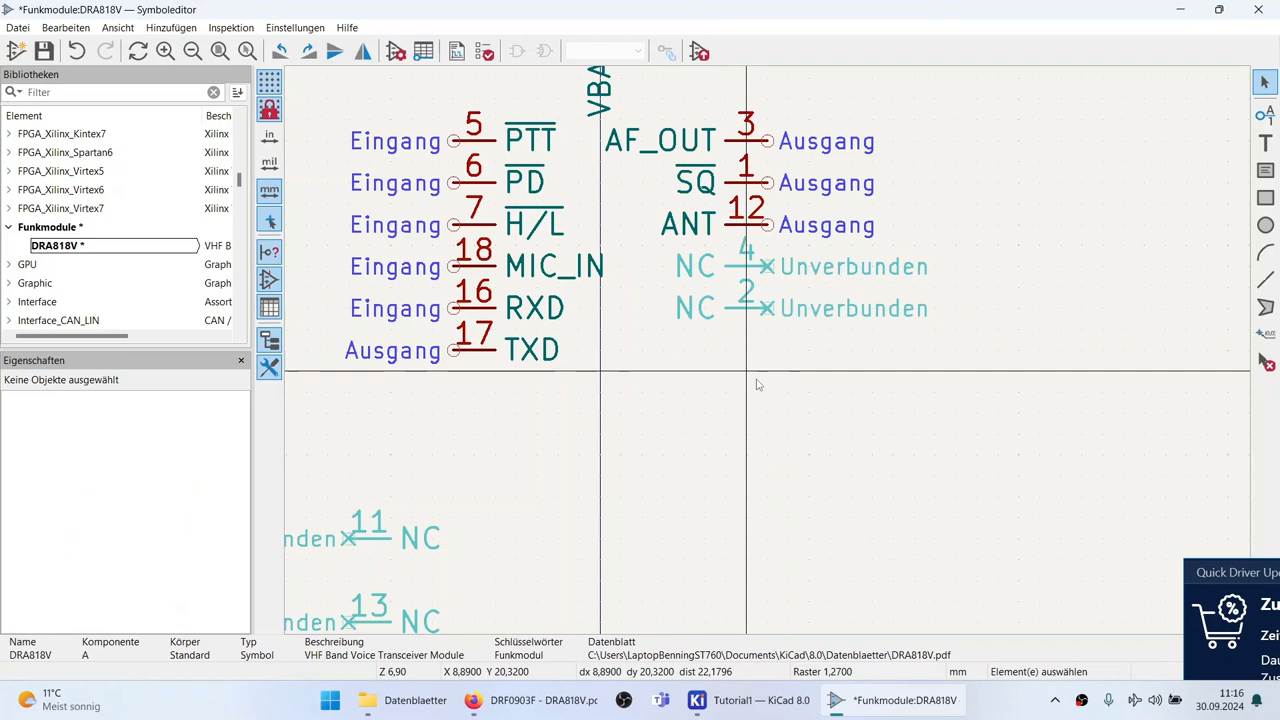 *Funkmodule:DRA818V — Symboleditor
Datei Bearbeiten Ansicht Hinzufügen Inspektion Einstellungen Hilfe
Bibliotheken
Filter
Element Besch
FPGA_Xilinx_Kintex7 Xilinx
FPGA_Xilinx_Spartan6 Xilinx
FPGA_Xilinx_Virtex5 Xilinx
FPGA_Xilinx_Virtex6 Xilinx
FPGA_Xilinx_Virtex7 Xilinx
Funkmodule *
DRA818V * VHF B
GPU Graph
Graphic Graph
Interface Assort
Interface_CAN_LIN CAN /
Eigenschaften
Keine Objekte ausgewählt
in
mil
mm
VBA
Eingang 5 PTT
Eingang 6 PD
Eingang 7 H/L
Eingang 18 MIC_IN
Eingang 16 RXD
Ausgang 17 TXD
AF_OUT 3 Ausgang
SQ 1 Ausgang
ANT 12 Ausgang
NC 4 Unverbunden
NC 2 Unverbunden
nden 11 NC
nden 13 NC
Quick Driver Up
Zu
Zei
Da
Name Komponente Körper Typ Beschreibung Schlüsselwörter Datenblatt
DRA818V A Standard Symbol VHF Band Voice Transceiver Module Funkmodul C:\Users\LaptopBenningST760\Documents\KiCad\8.0\Datenblaetter\DRA818V.pdf
Z 6,90 X 8,8900 Y 20,3200 dx 8,8900 dy 20,3200 dist 22,1796 Raster 1,2700 mm Element(e) auswählen
11°C
Meist sonnig
Datenblaetter
DRF0903F - DRA818V.pc
Tutorial1 — KiCad 8.0
*Funkmodule:DRA818V
11:16
30.09.2024